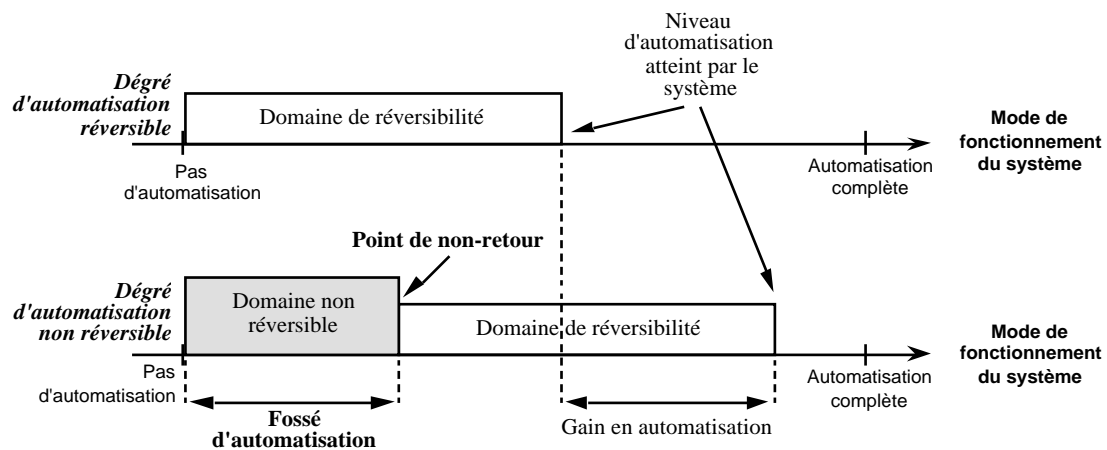 Niveau
d'automatisation
atteint par le
système
Dégré
d'automatisation
réversible
Domaine de réversibilité
Mode de
fonctionnement
du système
Pas
d'automatisation
Automatisation
complète
Point de non-retour
Dégré
d'automatisation
non réversible
Domaine non
réversible
Domaine de réversibilité
Mode de
fonctionnement
du système
Pas
d'automatisation
Automatisation
complète
Fossé
d'automatisation
Gain en automatisation